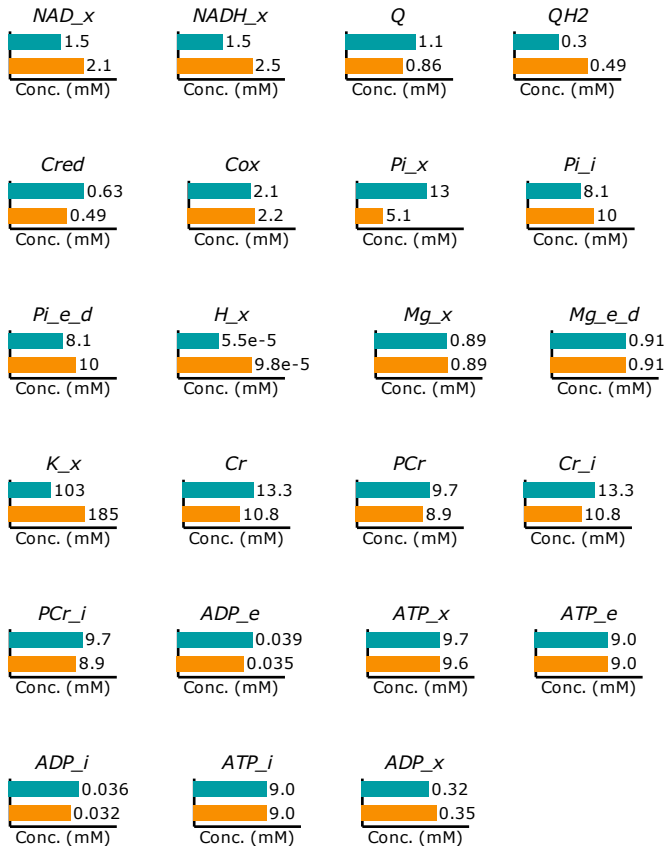 NAD_x NADH_x Q QH2
1.5 1.5 1.1 0.3
2.1 2.5 0.86 0.49
Conc. (mM) Conc. (mM) Conc. (mM) Conc. (mM)
Cred Cox Pi_x Pi_i
0.63 2.1 13 8.1
0.49 2.2 5.1 10
Conc. (mM) Conc. (mM) Conc. (mM) Conc. (mM)
Pi_e_d H_x Mg_x Mg_e_d
8.1 5.5e-5 0.89 0.91
10 9.8e-5 0.89 0.91
Conc. (mM) Conc. (mM) Conc. (mM) Conc. (mM)
K_x Cr PCr Cr_i
103 13.3 9.7 13.3
185 10.8 8.9 10.8
Conc. (mM) Conc. (mM) Conc. (mM) Conc. (mM)
PCr_i ADP_e ATP_x ATP_e
9.7 0.039 9.7 9.0
8.9 0.035 9.6 9.0
Conc. (mM) Conc. (mM) Conc. (mM) Conc. (mM)
ADP_i ATP_i ADP_x
0.036 9.0 0.32
0.032 9.0 0.35
Conc. (mM) Conc. (mM) Conc. (mM)